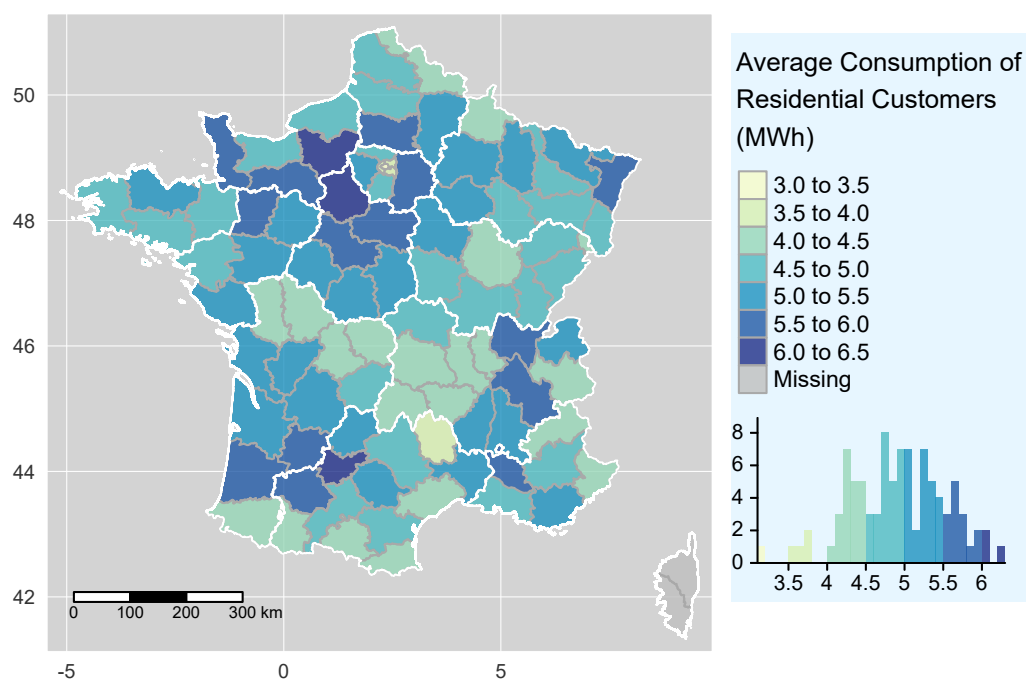 50
48
46
44
42
-5
0
5
0
100
200
300 km
Average Consumption of
Residential Customers
(MWh)
3.0 to 3.5
3.5 to 4.0
4.0 to 4.5
4.5 to 5.0
5.0 to 5.5
5.5 to 6.0
6.0 to 6.5
Missing
8
6
4
2
0
3.5 4 4.5 5 5.5 6